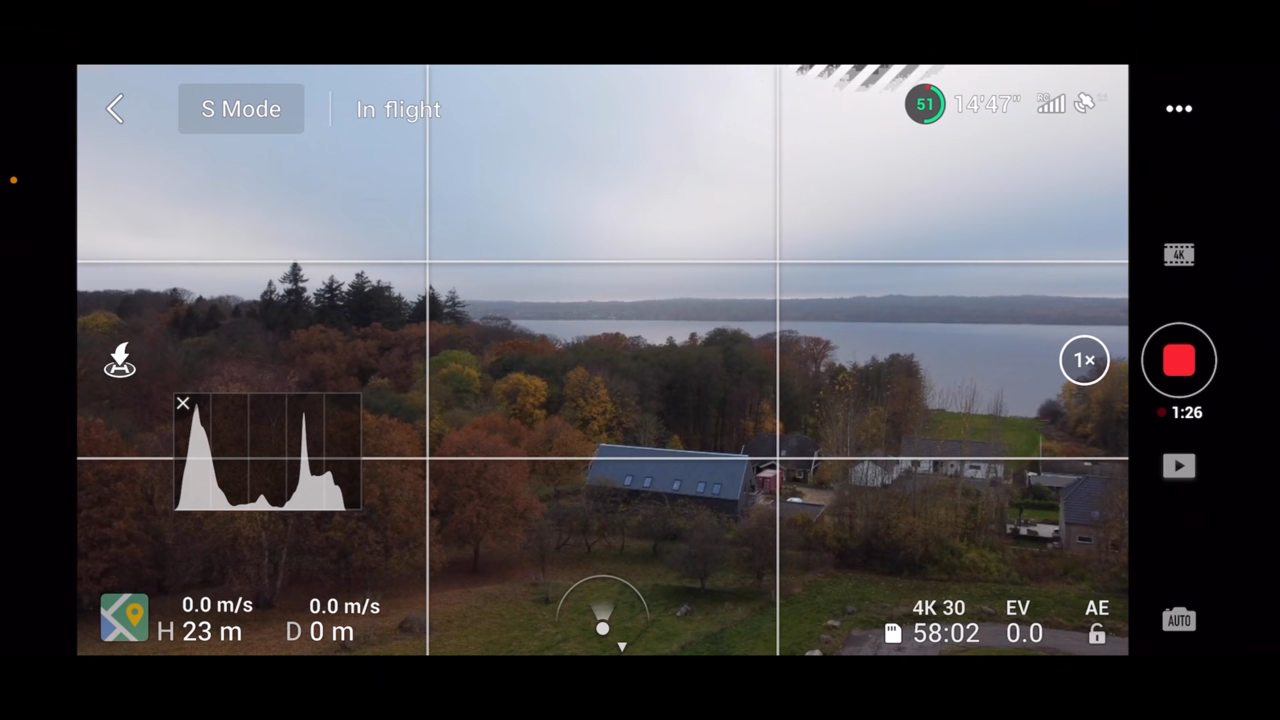 S Mode
In flight
51
14'47"
RC
4K
1×
1:26
0.0 m/s
0.0 m/s
H 23 m
D 0 m
4K 30
EV
AE
58:02
0.0
AUTO